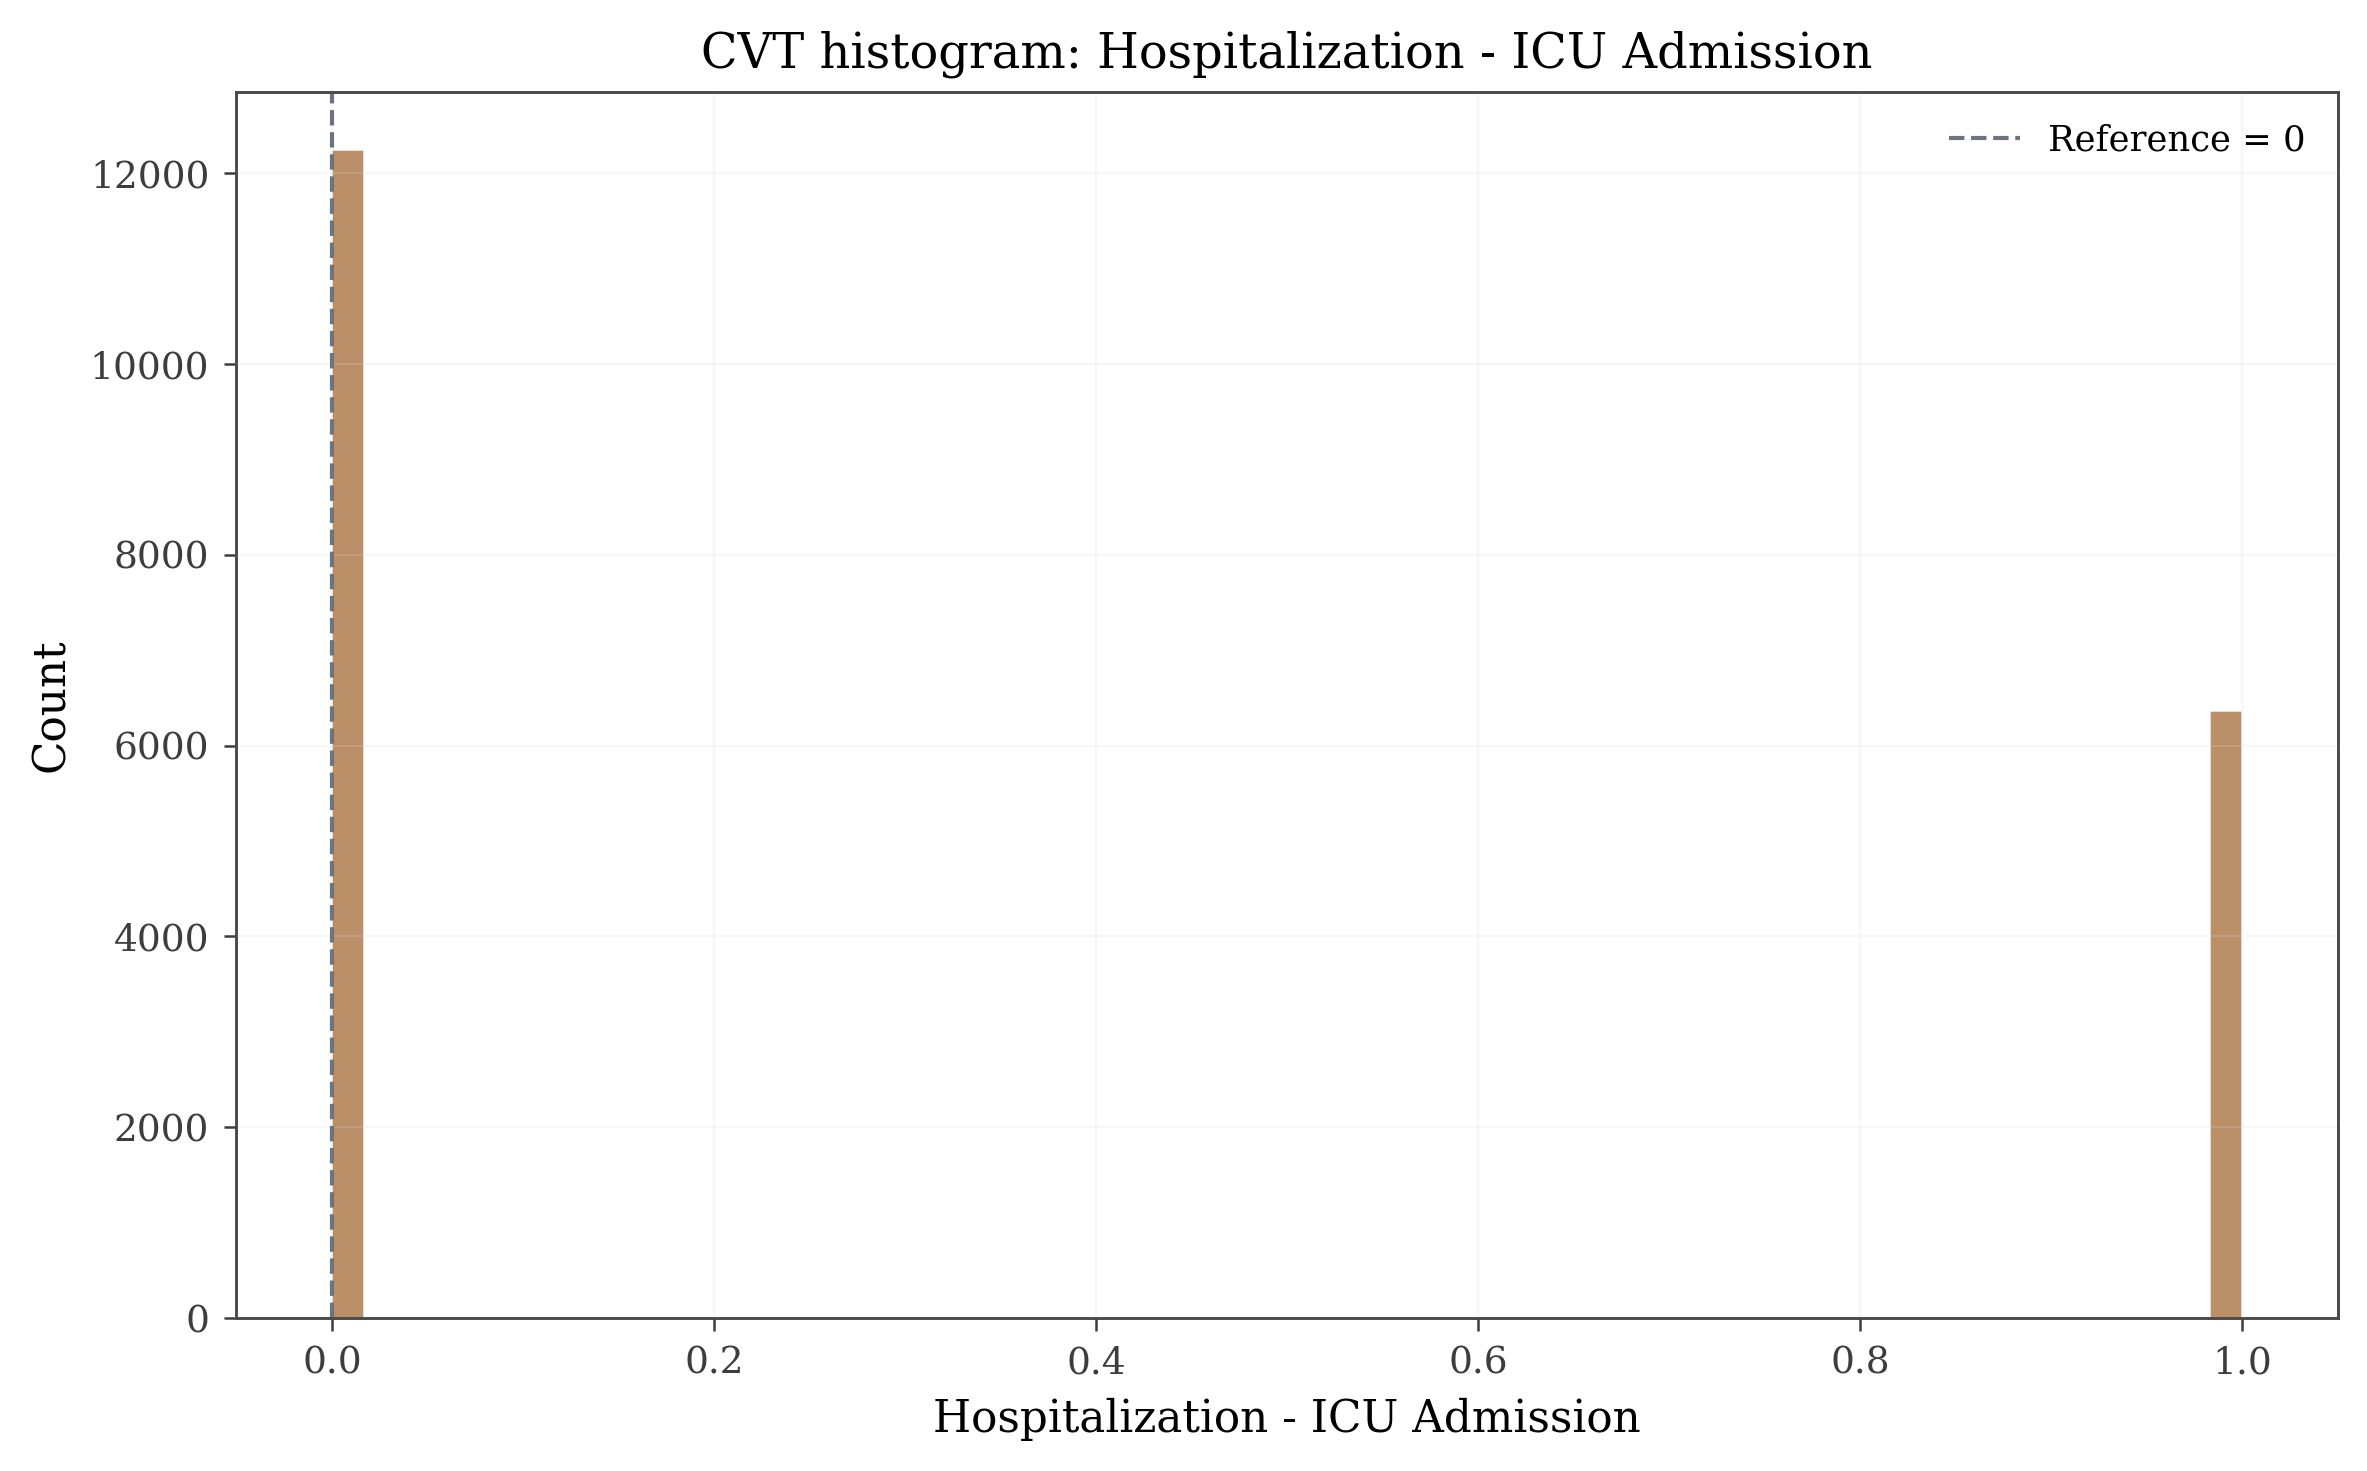 CVT histogram: Hospitalization - ICU Admission
Reference = 0
12000
10000
8000
6000
4000
2000
0
Count
0.0 0.2 0.4 0.6 0.8 1.0
Hospitalization - ICU Admission